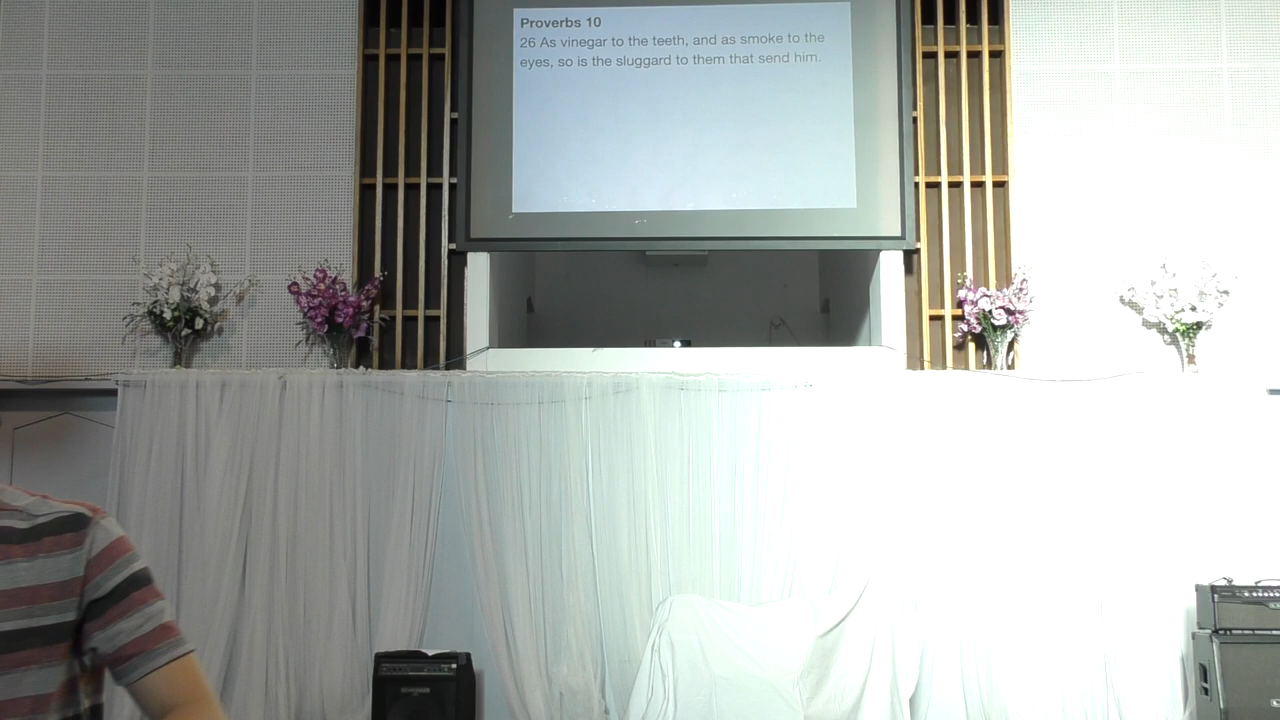 Proverbs 10
26 As vinegar to the teeth, and as smoke to the
eyes, so is the sluggard to them that send him.